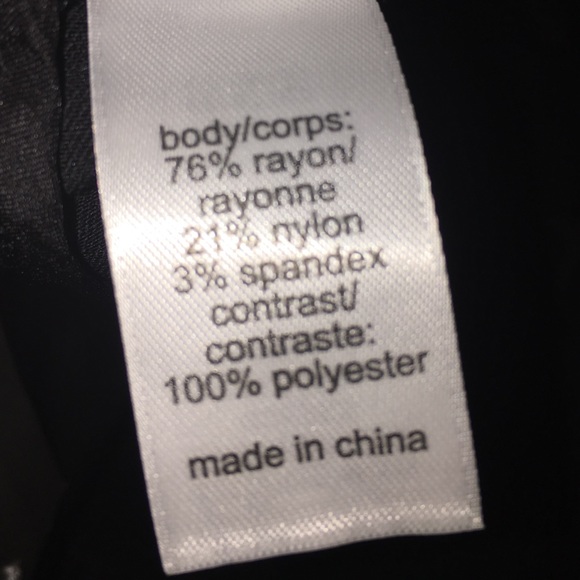 body/corps:
76% rayon/
rayonne
21% nylon
3% spandex
contrast/
contraste:
100% polyester
made in china